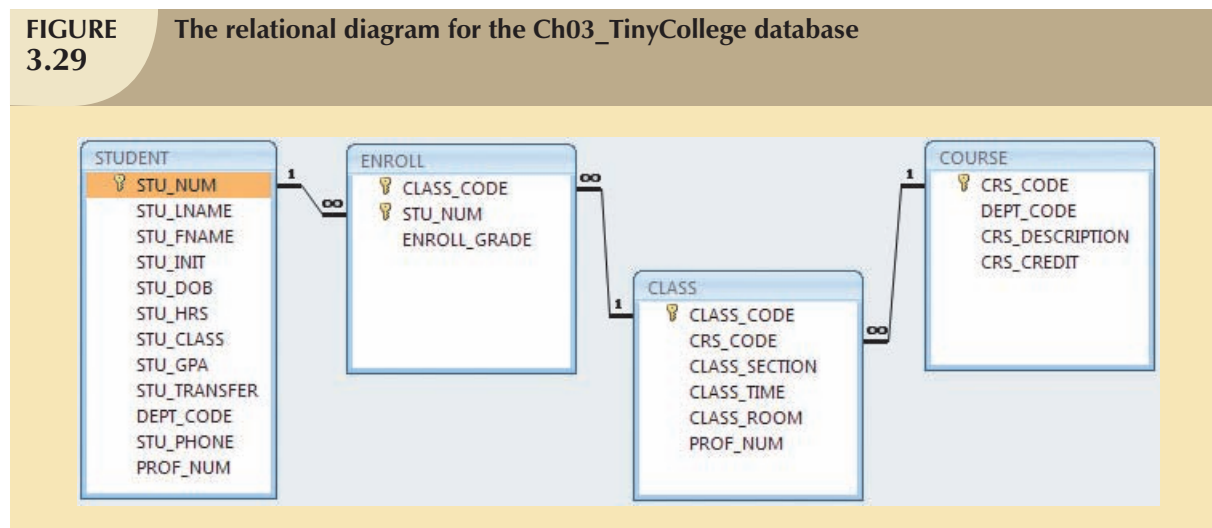 FIGURE
3.29
The relational diagram for the Ch03_TinyCollege database
STUDENT
STU_NUM
STU_LNAME
STU_FNAME
STU_INIT
STU_DOB
STU_HRS
STU_CLASS
STU_GPA
STU_TRANSFER
DEPT_CODE
STU_PHONE
PROF_NUM
1
∞
ENROLL
CLASS_CODE
STU_NUM
ENROLL_GRADE
∞
1
CLASS
CLASS_CODE
CRS_CODE
CLASS_SECTION
CLASS_TIME
CLASS_ROOM
PROF_NUM
∞
1
COURSE
CRS_CODE
DEPT_CODE
CRS_DESCRIPTION
CRS_CREDIT